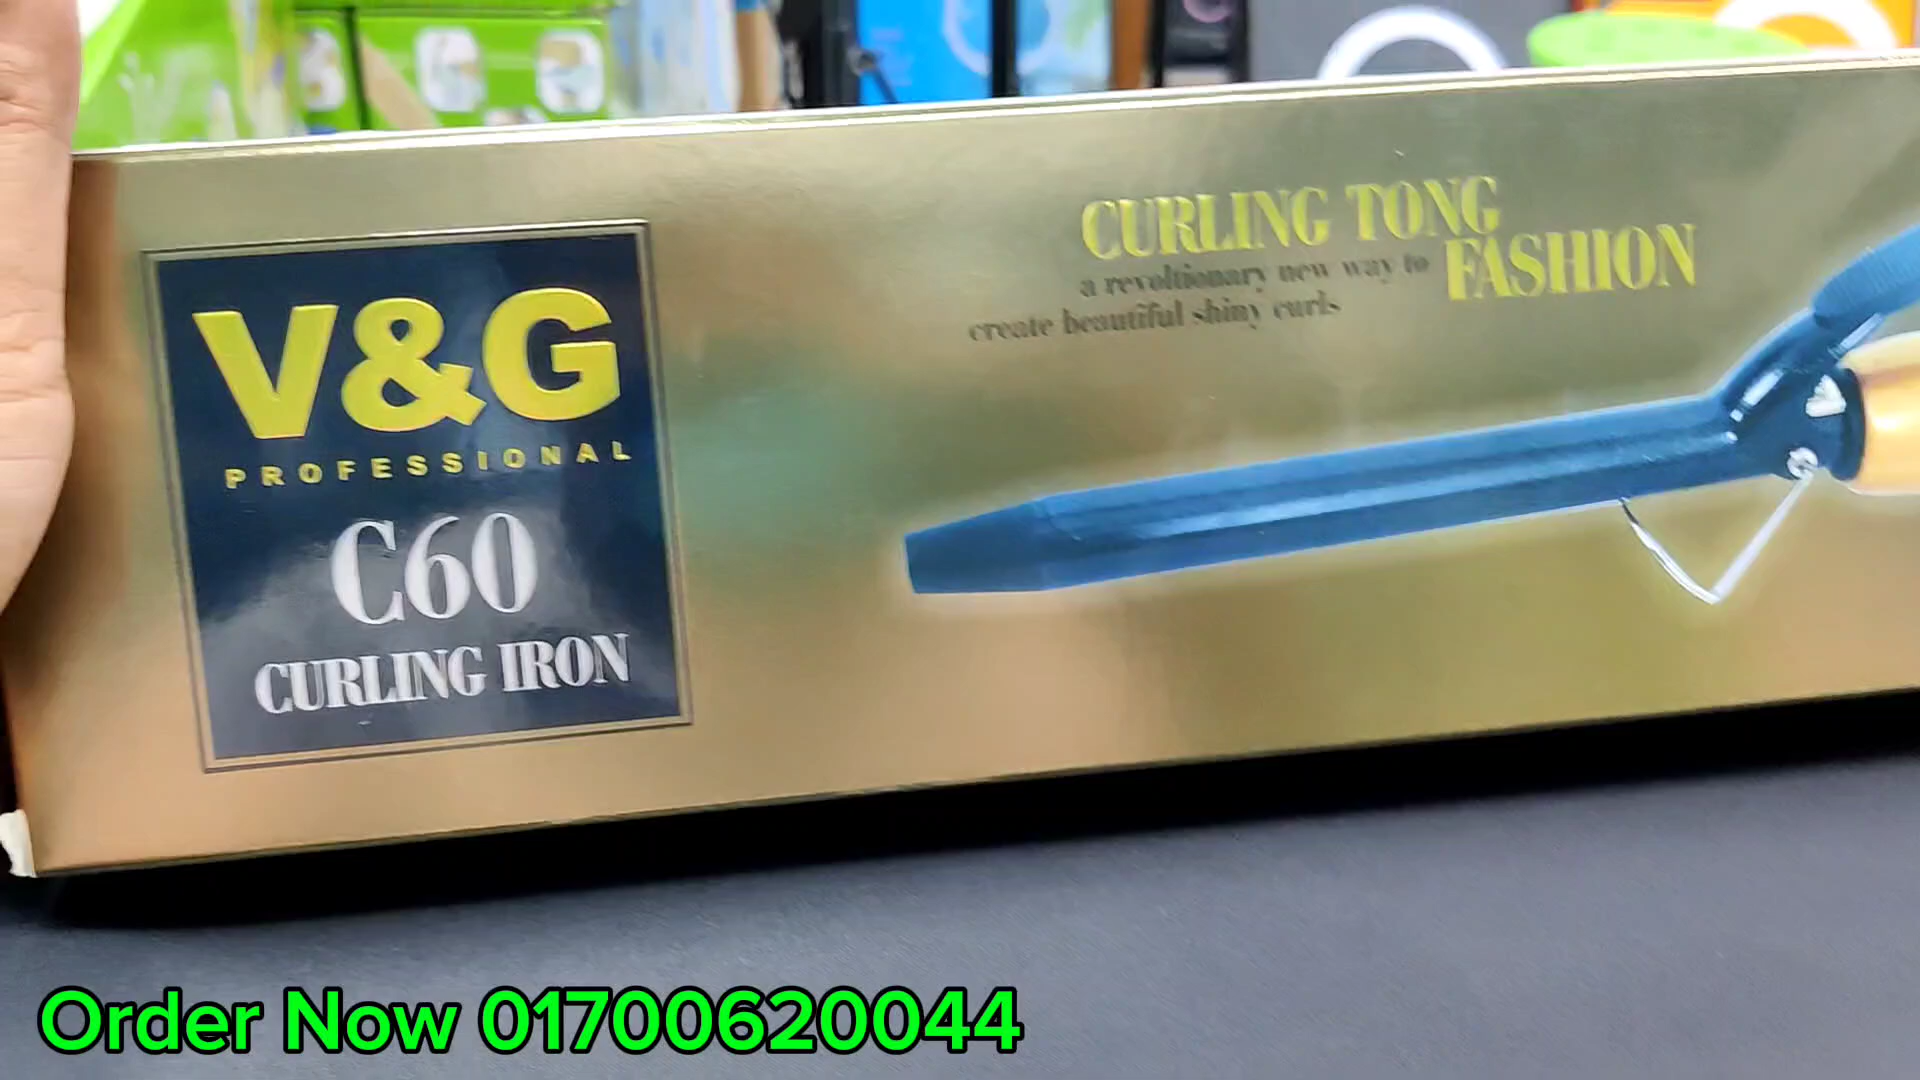 V&G
PROFESSIONAL
C60
CURLING IRON
CURLING TONG
FASHION
a revoltionary new way to
create beautiful shiny curls
V
G
Order Now 01700620044